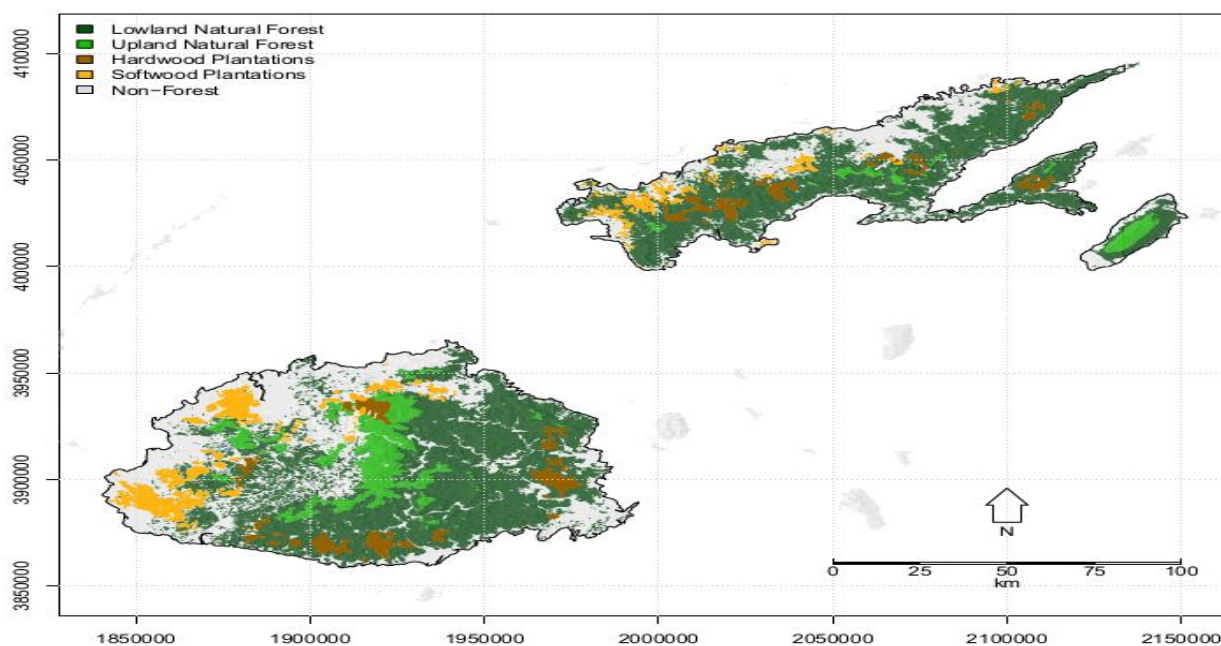 Lowland Natural Forest
Upland Natural Forest
Hardwood Plantations
Softwood Plantations
Non-Forest
4100000
4050000
4000000
3950000
3900000
3850000
N
0 25 50 75 100
km
1850000 1900000 1950000 2000000 2050000 2100000 2150000